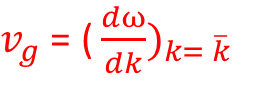 v_g = (dω/dk)_{k= k̄}